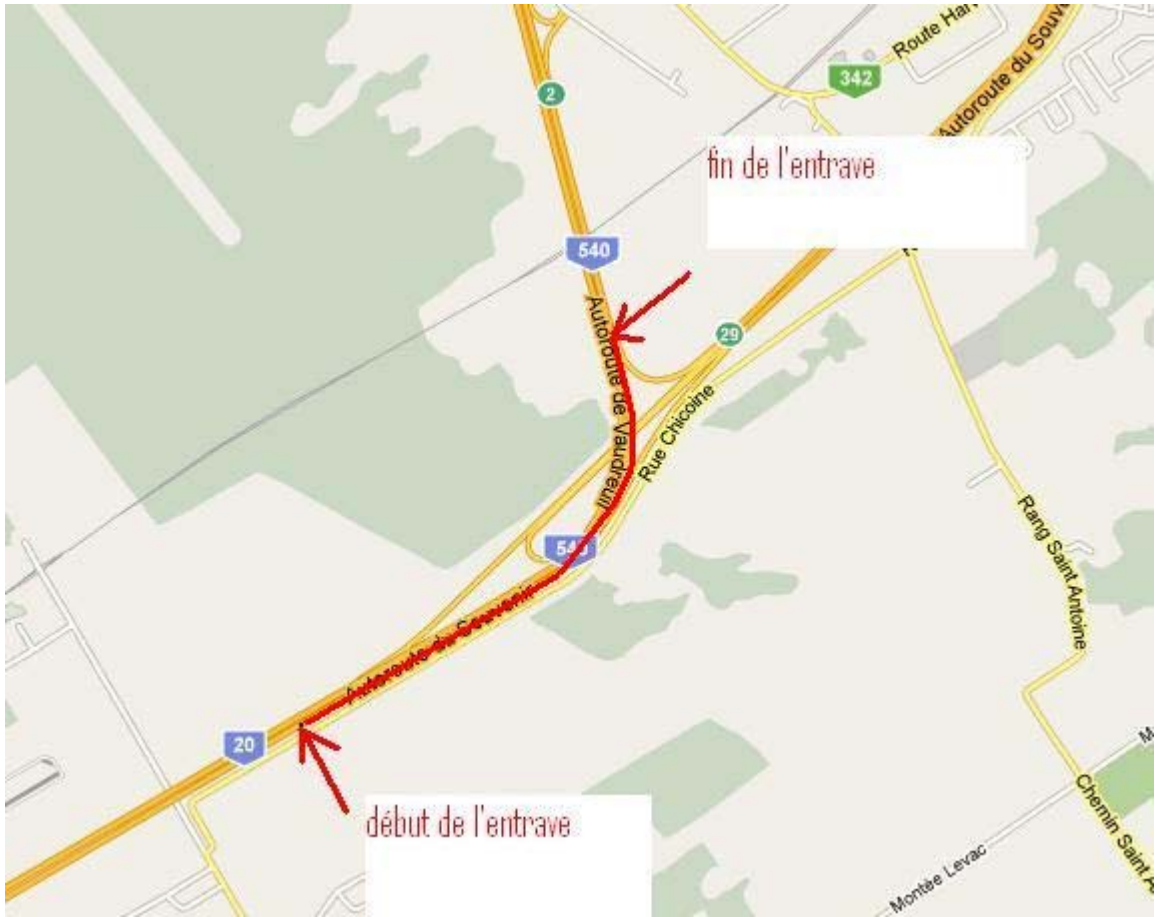 2
342
Route Har
Autoroute du Souve
fin de l'entrave
540
29
Autoroute de Vaudreuil
Rue Chicoine
540
Rang Saint Antoine
Autoroute du Souvenir
20
début de l'entrave
Montée Levac
Chemin Saint A